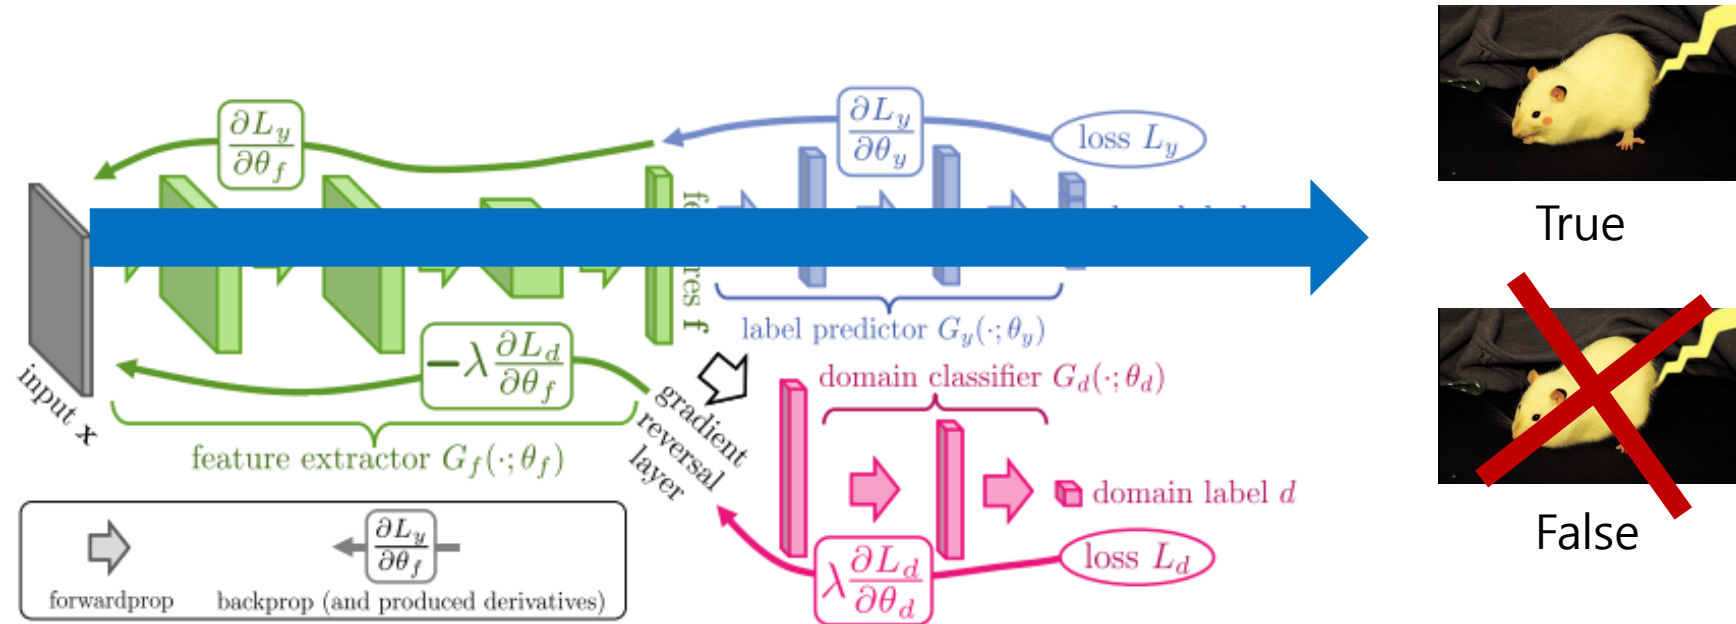 ∂L_y
∂θ_f
∂L_y
∂θ_y
loss L_y
True
input x
f
label predictor G_y(·; θ_y)
−λ ∂L_d
∂θ_f
domain classifier G_d(·; θ_d)
gradient
reversal
layer
feature extractor G_f(·; θ_f)
domain label d
False
∂L_y
∂θ_f
forwardprop
backprop (and produced derivatives)
λ ∂L_d
∂θ_d
loss L_d